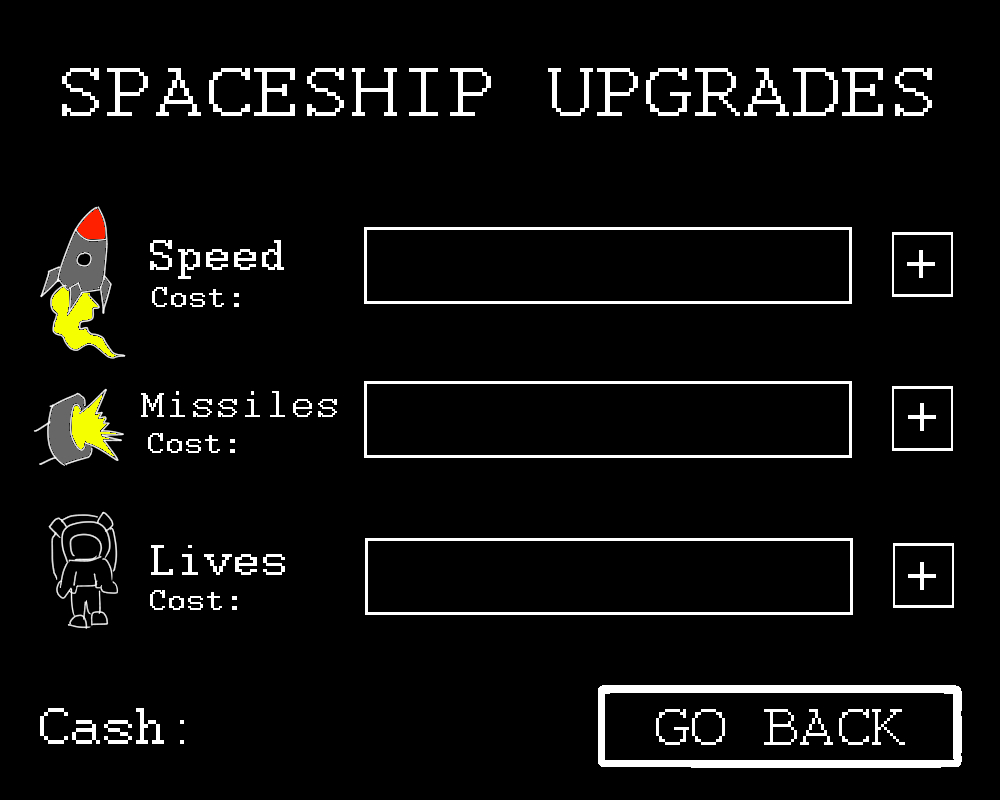 SPACESHIP UPGRADES
Speed
Cost:
+
Missiles
Cost:
+
Lives
Cost:
+
Cash:
GO BACK